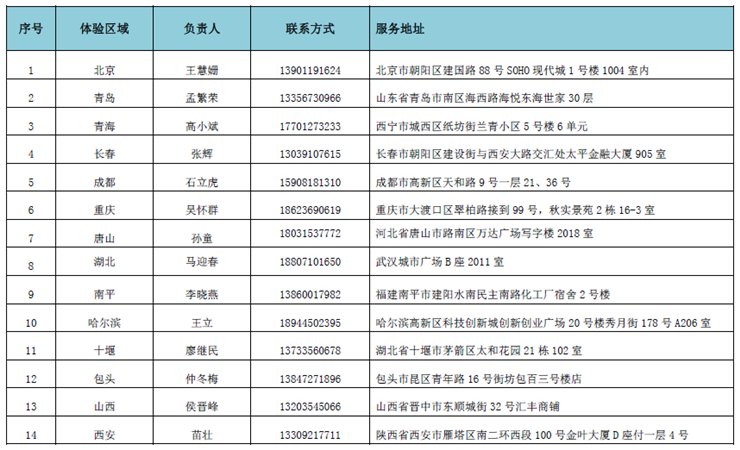 序号 体验区域 负责人 联系方式 服务地址
1 北京 王慧姗 13901191624 北京市朝阳区建国路 88 号 SOHO 现代城 1 号楼 1004 室内
2 青岛 孟繁荣 13356730966 山东省青岛市南区海西路海悦东海世家 30 层
3 青海 高小斌 17701273233 西宁市城西区纸坊街兰青小区 5 号楼 6 单元
4 长春 张辉 13039107615 长春市朝阳区建设街与西安大路交汇处太平金融大厦 905 室
5 成都 石立虎 15908181310 成都市高新区天和路 9 号一层 21、36 号
6 重庆 吴怀群 18623690619 重庆市大渡口区翠柏路接到 99 号，秋实景苑 2 栋 16-3 室
7 唐山 孙童 18031537772 河北省唐山市路南区万达广场写字楼 2018 室
8 湖北 马迎春 18807101650 武汉城市广场 B 座 2011 室
9 南平 李晓燕 13860017982 福建南平市建阳水南民主南路化工厂宿舍 2 号楼
10 哈尔滨 王立 18944502395 哈尔滨高新区科技创新城创新创业广场 20 号楼秀月街 178 号 A206 室
11 十堰 廖继民 13733560678 湖北省十堰市茅箭区太和花园 21 栋 102 室
12 包头 仲冬梅 13847271896 包头市昆区青年路 16 号街坊包百三号楼店
13 山西 侯晋峰 13203545066 山西省晋中市东顺城街 32 号汇丰商铺
14 西安 苗壮 13309217711 陕西省西安市雁塔区南二环西段 100 号金叶大厦 D 座付一层 4 号